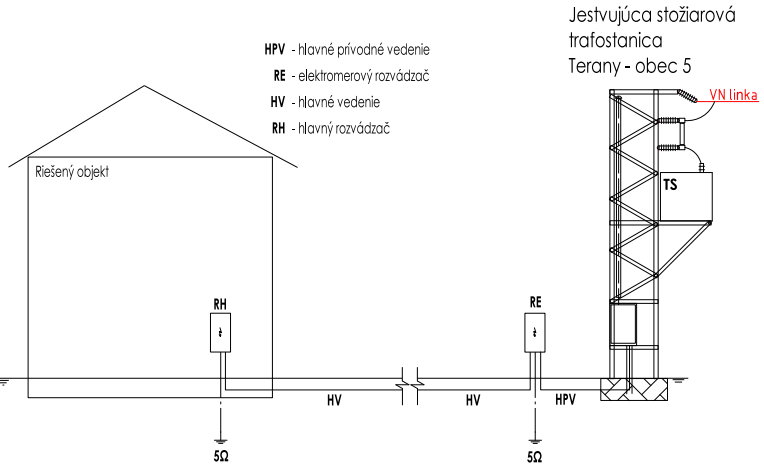 Jestvujúca stožiarová
trafostanica
Terany - obec 5
HPV - hlavné prívodné vedenie
RE - elektromerový rozvádzač
HV - hlavné vedenie
RH - hlavný rozvádzač
VN linka
Riešený objekt
TS
RH
RE
HV
HV
HPV
5Ω
5Ω